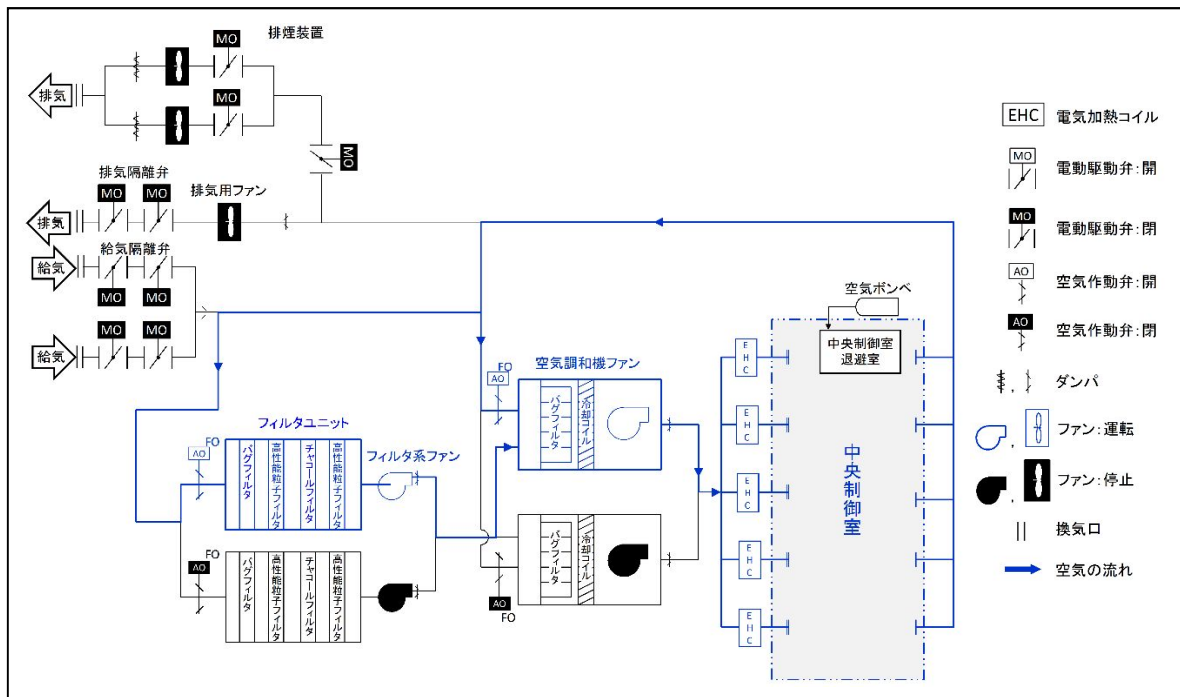 排煙装置
MO
MO
排気
MO
排気隔離弁
MO
MO
排気用ファン
排気
給気隔離弁
給気
MO
MO
MO
MO
給気
空気ボンベ
中央制御室
退避室
中央制御室
空気調和機ファン
FO
AO
バグフィルタ
冷却コイル
フィルタユニット
FO
AO
バグフィルタ
高性能粒子フィルタ
チャコールフィルタ
高性能粒子フィルタ
フィルタ系ファン
FO
AO
バグフィルタ
高性能粒子フィルタ
チャコールフィルタ
高性能粒子フィルタ
バグフィルタ
冷却コイル
AO
FO
EHC
EHC
EHC
EHC
EHC
EHC 電気加熱コイル
MO 電動駆動弁:開
MO 電動駆動弁:閉
AO 空気作動弁:開
AO 空気作動弁:閉
, ダンパ
, ファン:運転
, ファン:停止
換気口
空気の流れ